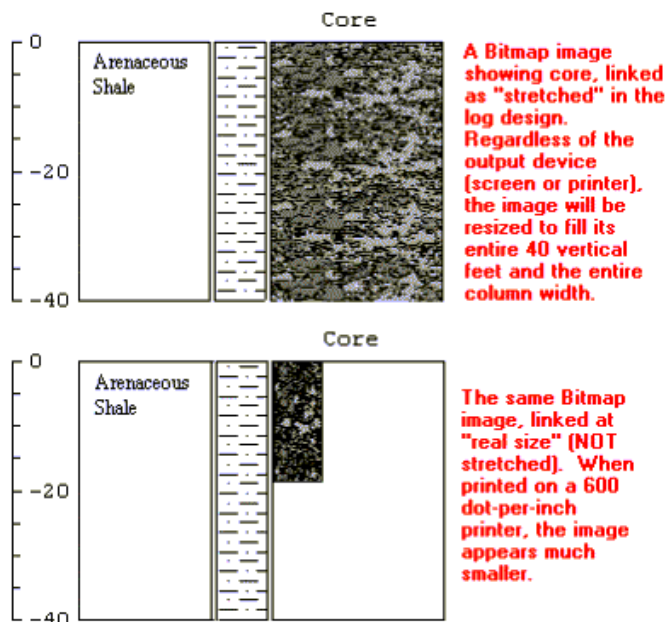 Core
0
-20
-40
Arenaceous
Shale
A Bitmap image
showing core, linked
as "stretched" in the
log design.
Regardless of the
output device
(screen or printer),
the image will be
resized to fill its
entire 40 vertical
feet and the entire
column width.
Core
0
-20
-40
Arenaceous
Shale
The same Bitmap
image, linked at
"real size" (NOT
stretched).  When
printed on a 600
dot-per-inch
printer, the image
appears much
smaller.